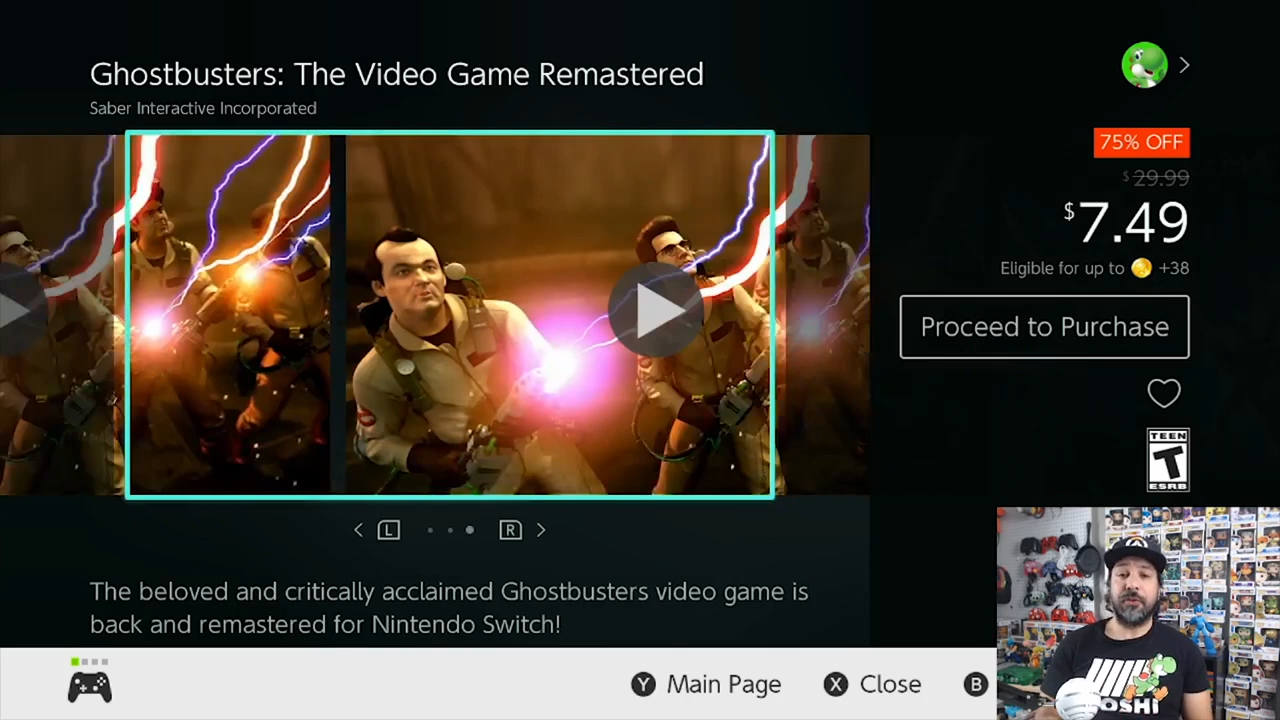 Ghostbusters: The Video Game Remastered
Saber Interactive Incorporated
75% OFF
$29.99
$7.49
Eligible for up to +38
Proceed to Purchase
TEEN
T
ESRB
L
R
The beloved and critically acclaimed Ghostbusters video game is
back and remastered for Nintendo Switch!
Y Main Page
X Close
B
OSHI